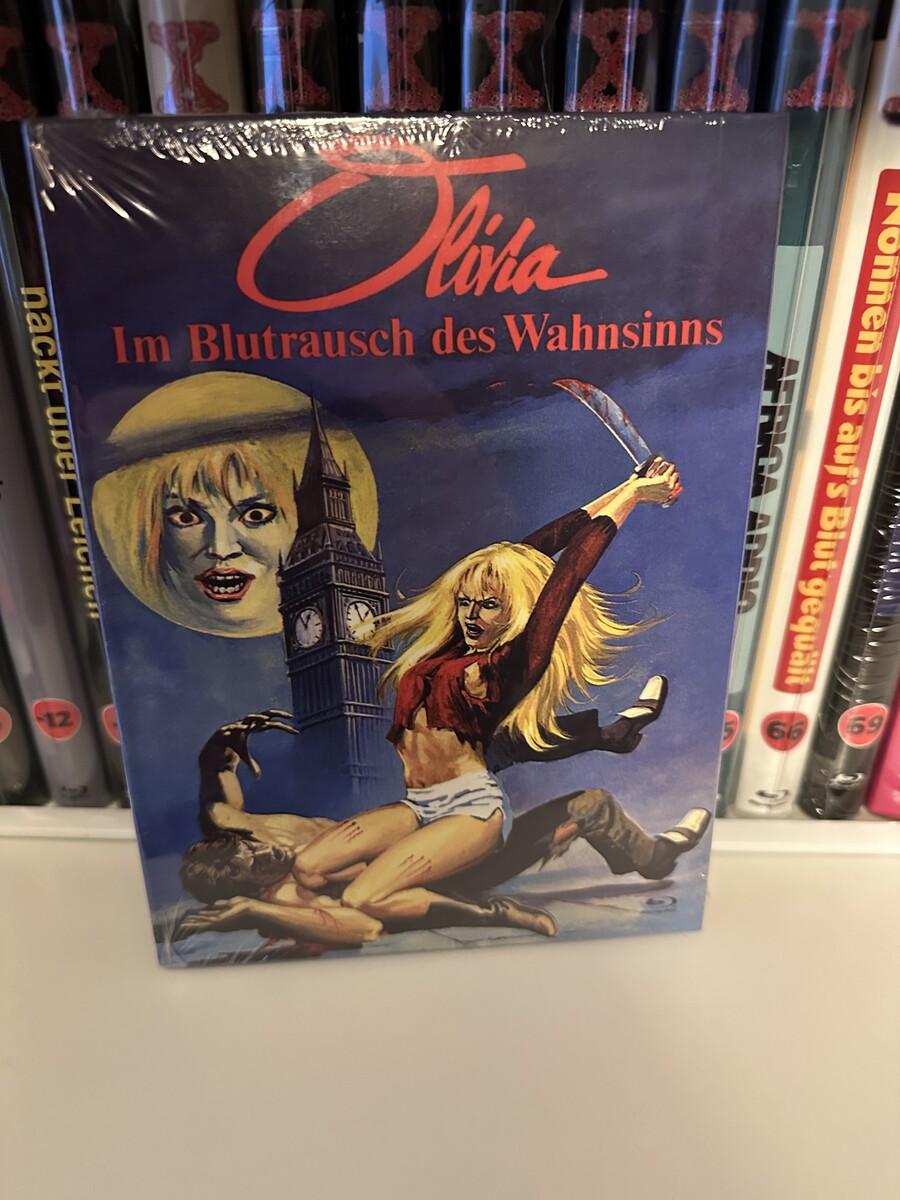 Olivia
Im Blutrausch des Wahnsinns
nackt über Leichen
12
AFRICA ADDIO
Nonnen bis auf's Blut gequält
66
69